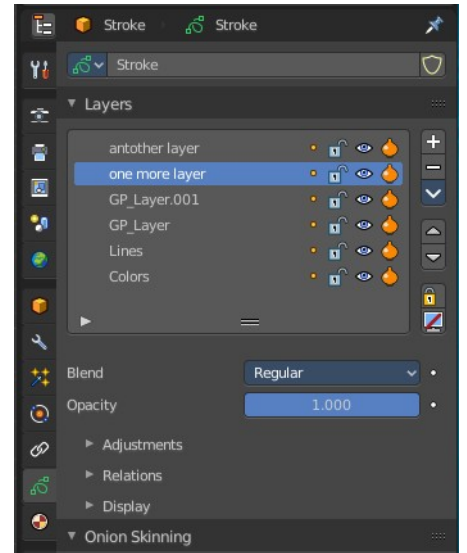 Stroke Stroke
Stroke
Layers
antother layer
one more layer
GP_Layer.001
GP_Layer
Lines
Colors
Blend Regular
Opacity 1.000
Adjustments
Relations
Display
Onion Skinning